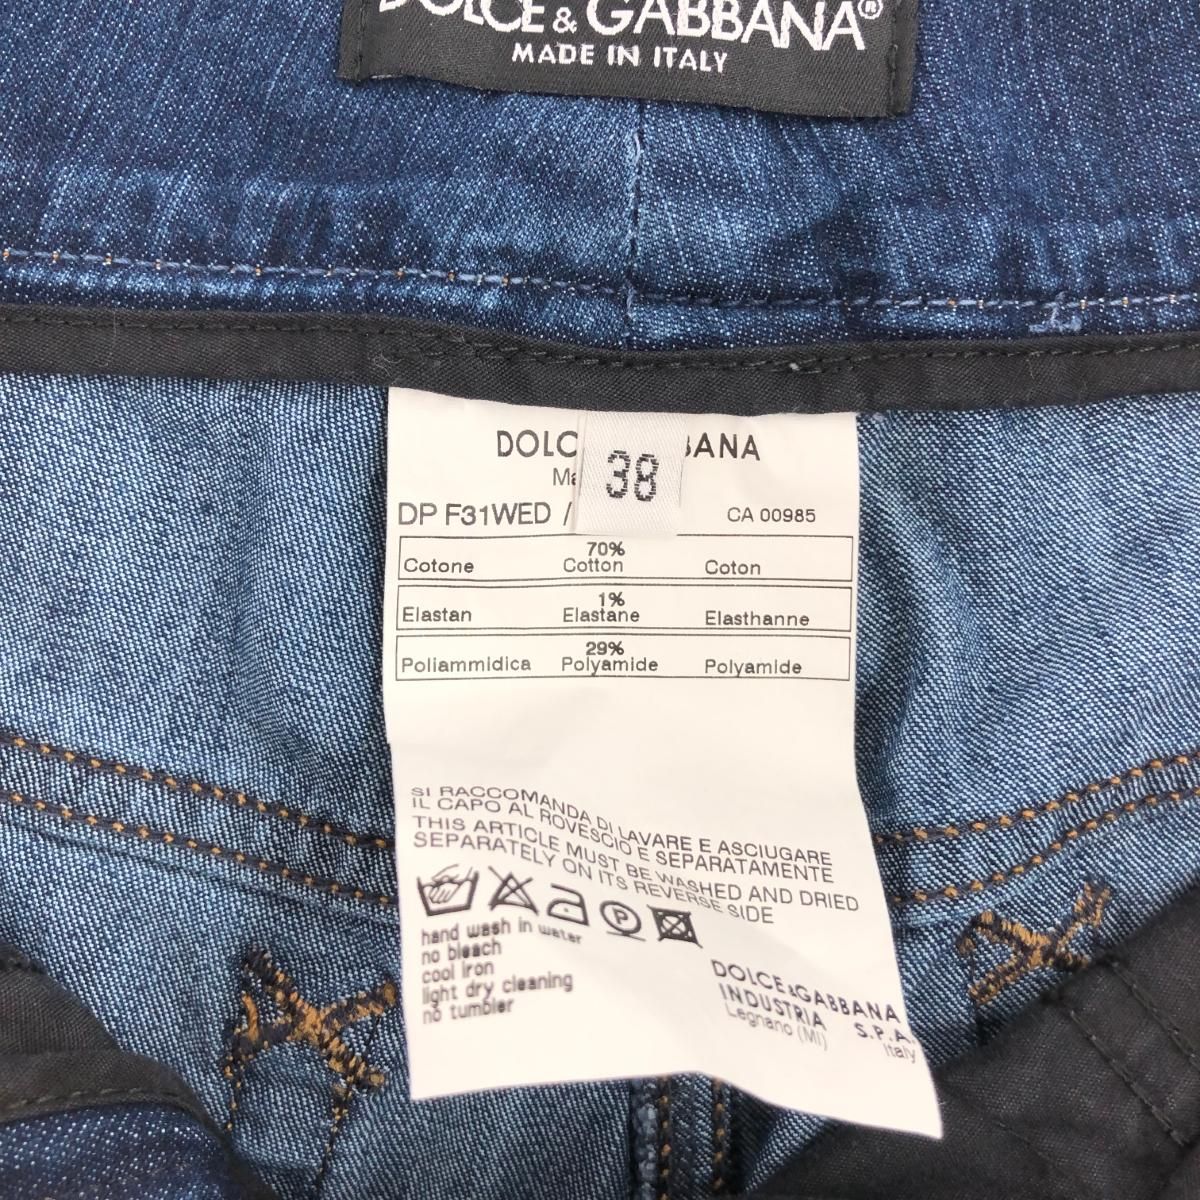 DOLCE & GABBANA®
MADE IN ITALY
38
DP F31WED /
CA 00985
70%
Cotone Cotton Coton
1%
Elastan Elastane Elasthanne
29%
Poliammidica Polyamide Polyamide
SI RACCOMANDA DI LAVARE E ASCIUGARE
IL CAPO AL ROVESCIO E SEPARATAMENTE
THIS ARTICLE MUST BE WASHED AND DRIED
SEPARATELY ON ITS REVERSE SIDE
P
hand wash in water
no bleach
cool Iron
light dry cleaning
no tumbler
DOLCE&GABBANA
INDUSTRIA S.P.A.
Legnano (MI) Italy